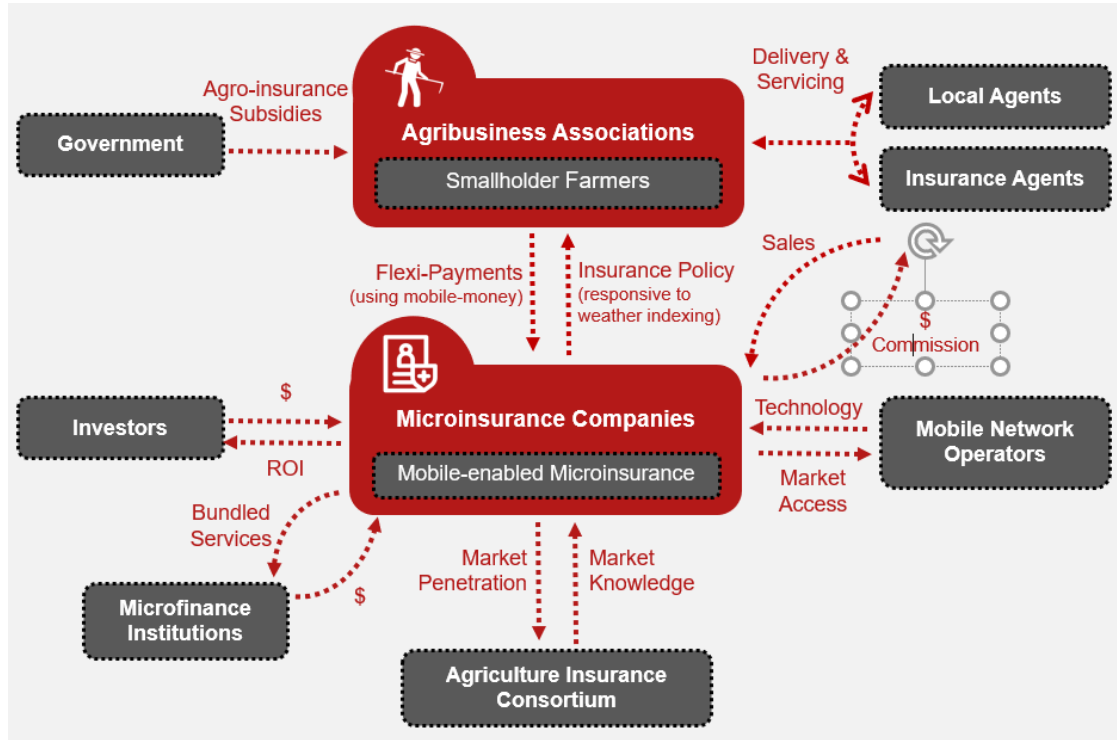 Agro-insurance
Subsidies
Government
Agribusiness Associations
Smallholder Farmers
Delivery &
Servicing
Local Agents
Insurance Agents
Flexi-Payments
(using mobile-money)
Insurance Policy
(responsive to
weather indexing)
Sales
$
Commission
Investors
$
ROI
Microinsurance Companies
Mobile-enabled Microinsurance
Technology
Market
Access
Mobile Network
Operators
Bundled
Services
$
Microfinance
Institutions
Market
Penetration
Market
Knowledge
Agriculture Insurance
Consortium